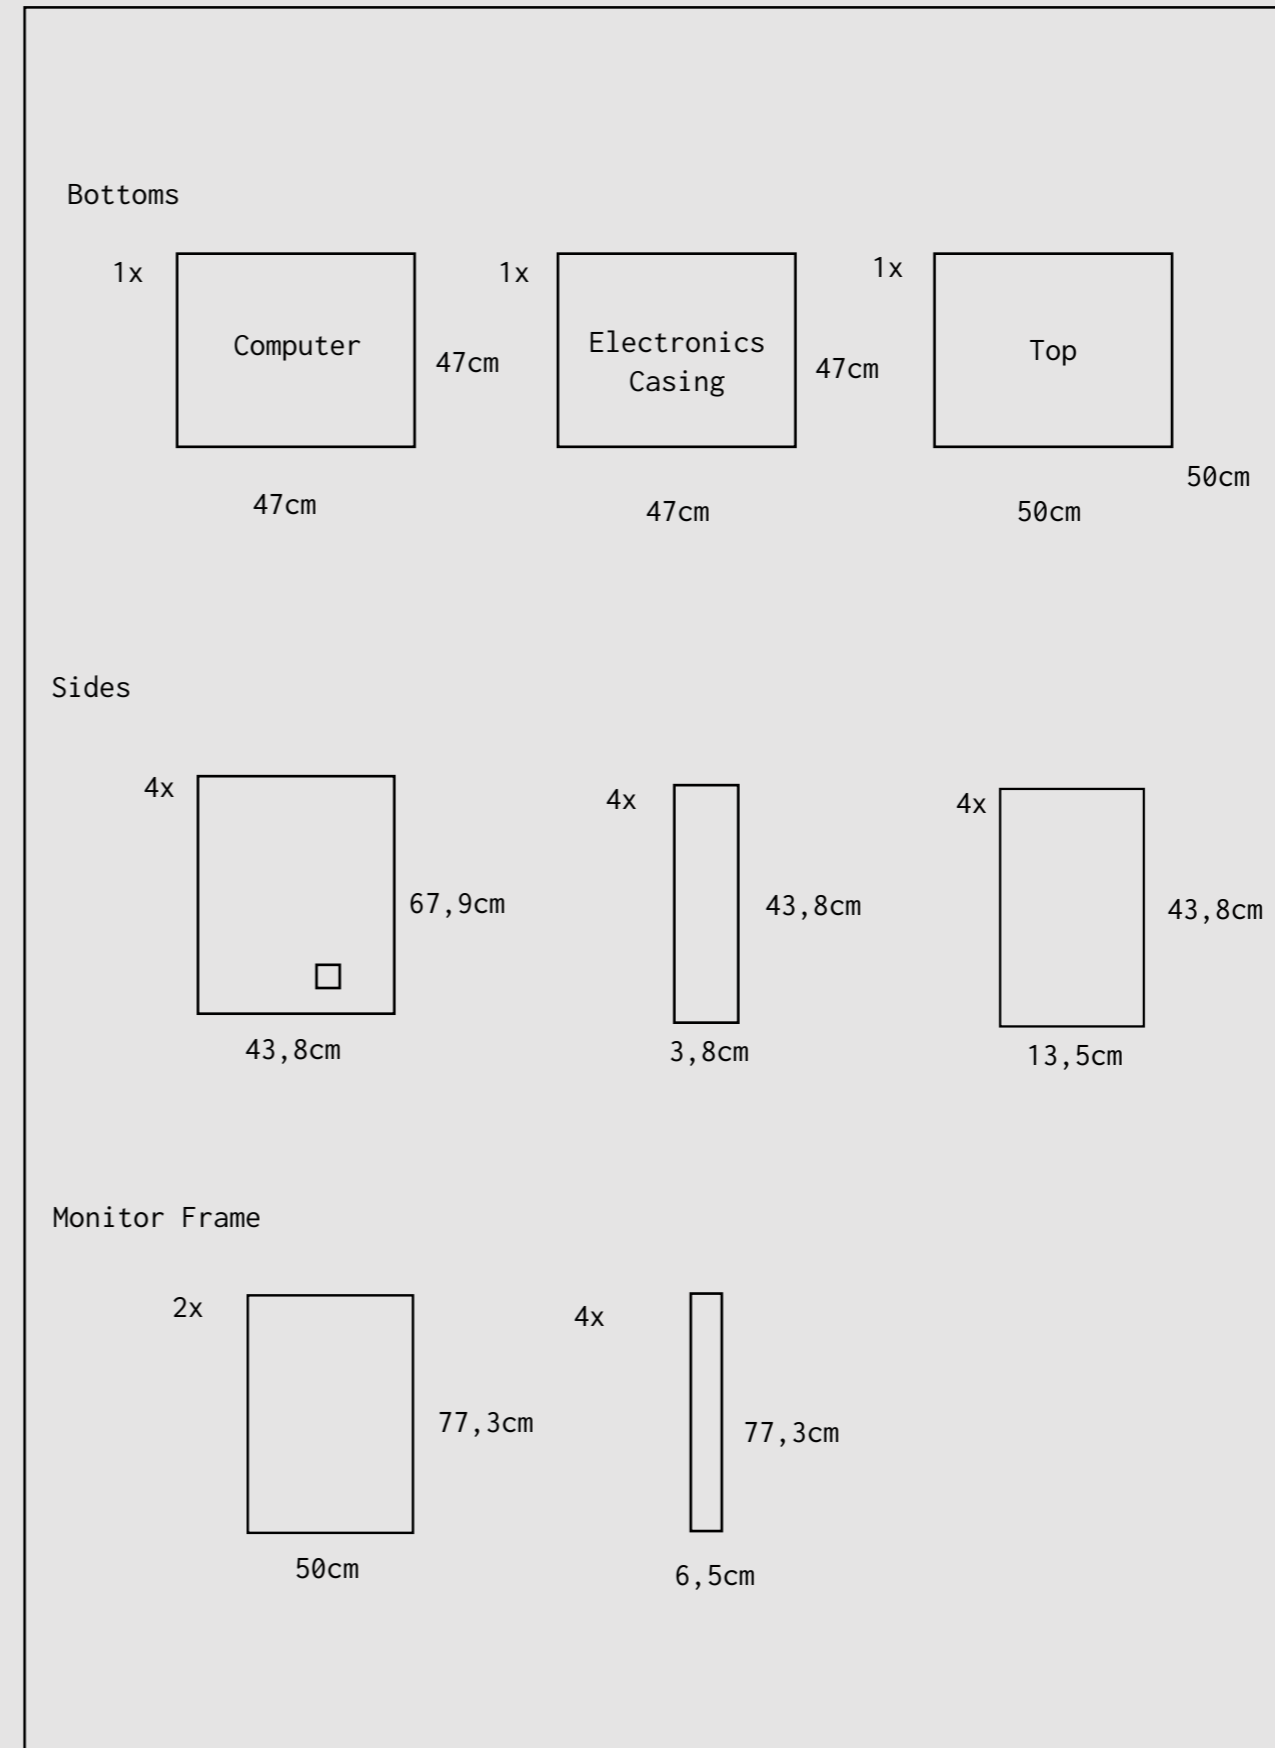 Bottoms
1x
Computer
47cm
47cm
1x
Electronics
Casing
47cm
47cm
1x
Top
50cm
50cm
Sides
4x
67,9cm
43,8cm
4x
43,8cm
3,8cm
4x
43,8cm
13,5cm
Monitor Frame
2x
77,3cm
50cm
4x
77,3cm
6,5cm